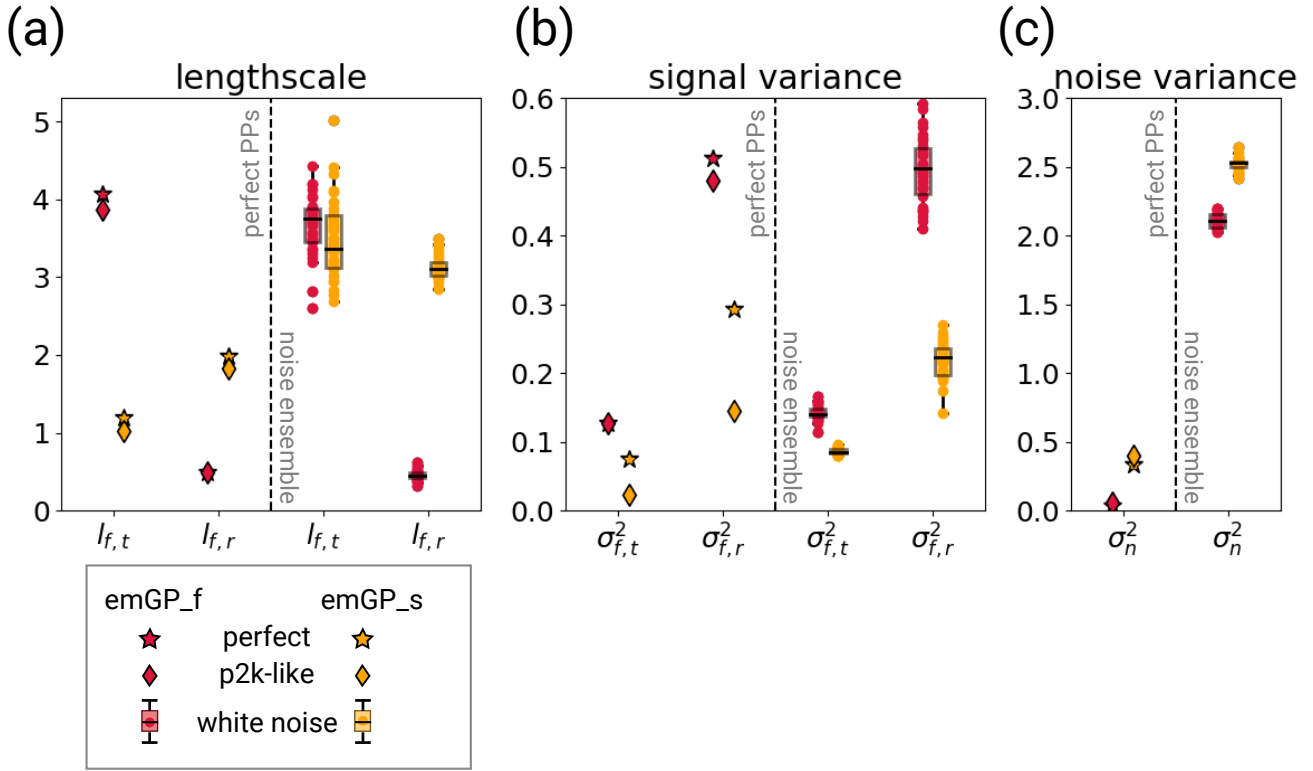 (a)
(b)
(c)
lengthscale
signal variance
noise variance
5
4
3
2
1
0
perfect PPs
noise ensemble
l_{f,t}
l_{f,r}
l_{f,t}
l_{f,r}
0.6
0.5
0.4
0.3
0.2
0.1
0.0
perfect PPs
noise ensemble
σ²_{f,t}
σ²_{f,r}
σ²_{f,t}
σ²_{f,r}
3.0
2.5
2.0
1.5
1.0
0.5
0.0
perfect PPs
noise ensemble
σ²_n
σ²_n
emGP_f emGP_s
perfect
p2k-like
white noise